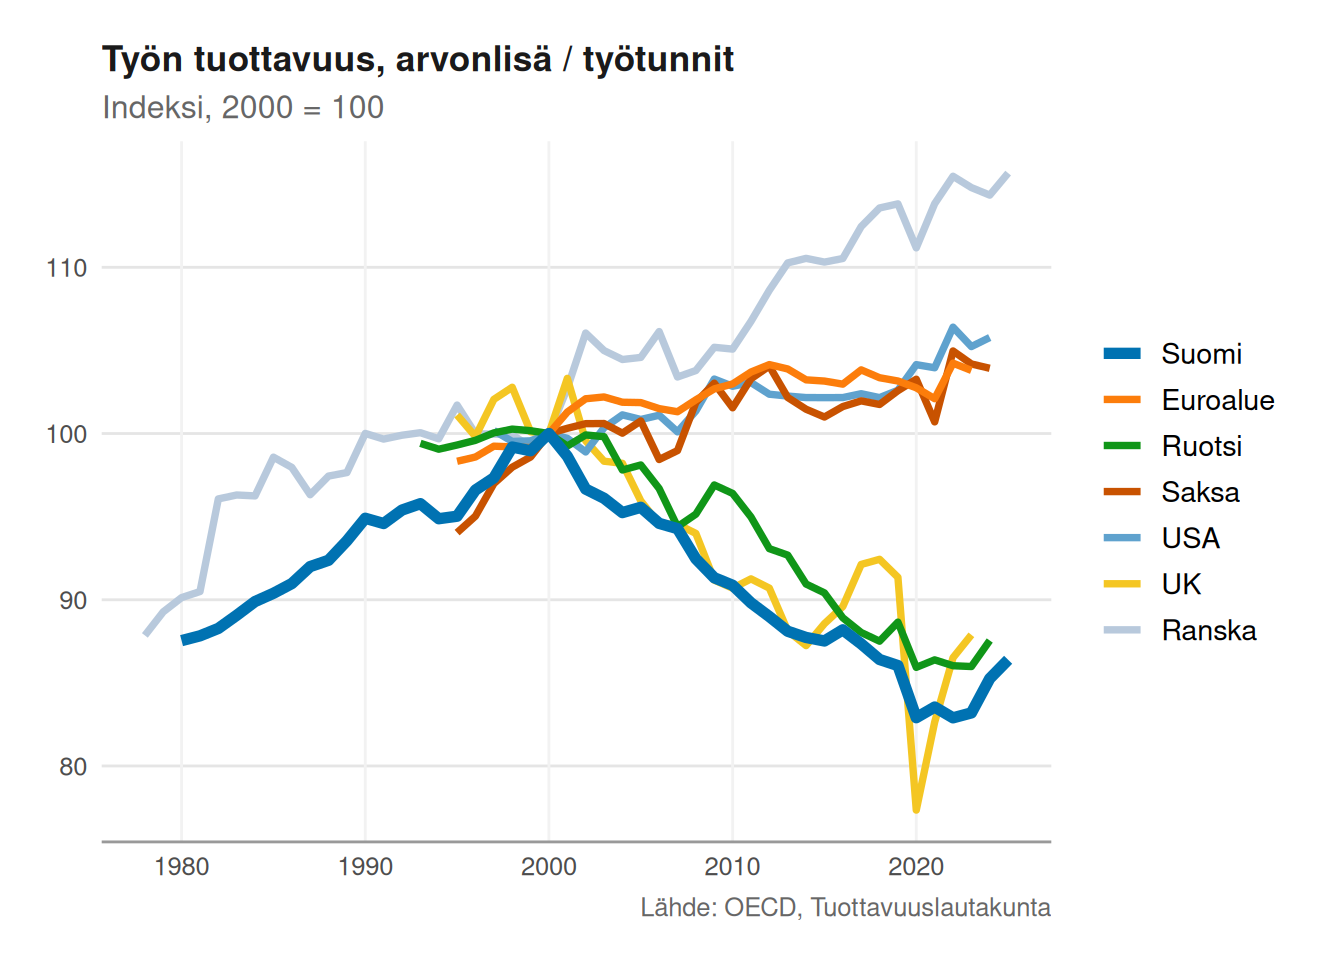 Työn tuottavuus, arvonlisä / työtunnit
Indeksi, 2000 = 100
110
100
90
80
1980 1990 2000 2010 2020
Suomi
Euroalue
Ruotsi
Saksa
USA
UK
Ranska
Lähde: OECD, Tuottavuuslautakunta